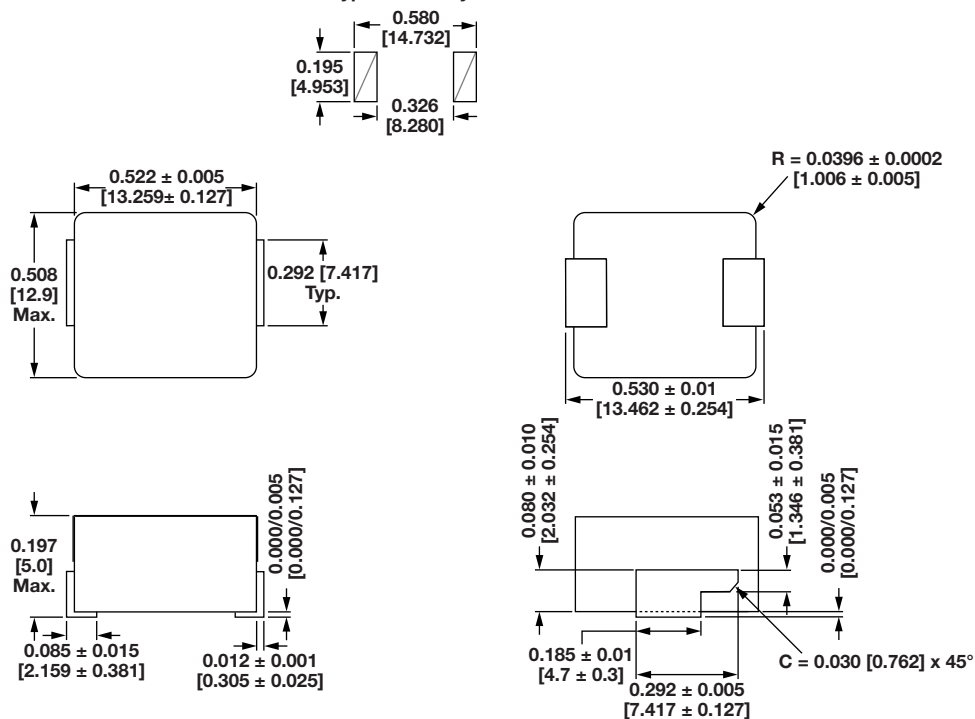 0.580
[14.732]
0.195
[4.953]
0.326
[8.280]
0.522 ± 0.005
[13.259± 0.127]
0.508
[12.9]
Max.
0.292 [7.417]
Typ.
R = 0.0396 ± 0.0002
[1.006 ± 0.005]
0.530 ± 0.01
[13.462 ± 0.254]
0.197
[5.0]
Max.
0.000/0.005
[0.000/0.127]
0.085 ± 0.015
[2.159 ± 0.381]
0.012 ± 0.001
[0.305 ± 0.025]
0.080 ± 0.010
[2.032 ± 0.254]
0.053 ± 0.015
[1.346 ± 0.381]
0.000/0.005
[0.000/0.127]
0.185 ± 0.01
[4.7 ± 0.3]
0.292 ± 0.005
[7.417 ± 0.127]
C = 0.030 [0.762] x 45°